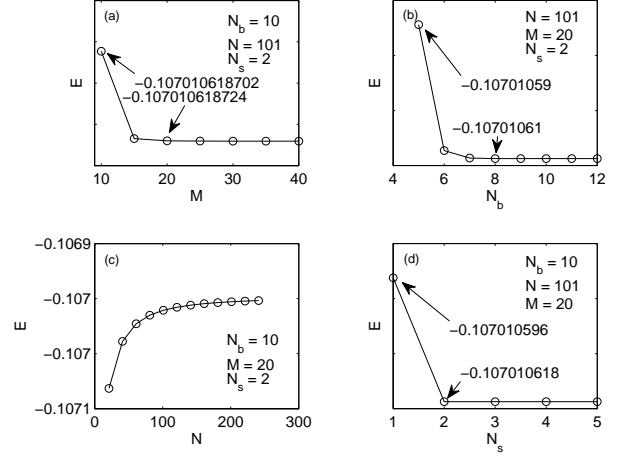 (a)
N_b = 10
N = 101
N_s = 2
−0.107010618702
−0.107010618724
E
10 20 30 40
M
(b)
N = 101
M = 20
N_s = 2
−0.10701059
−0.10701061
E
4 6 8 10 12
N_b
(c)
−0.1069
−0.107
−0.107
−0.1071
E
N_b = 10
M = 20
N_s = 2
0 100 200 300
N
(d)
N_b = 10
N = 101
M = 20
−0.107010596
−0.107010618
E
1 2 3 4 5
N_s